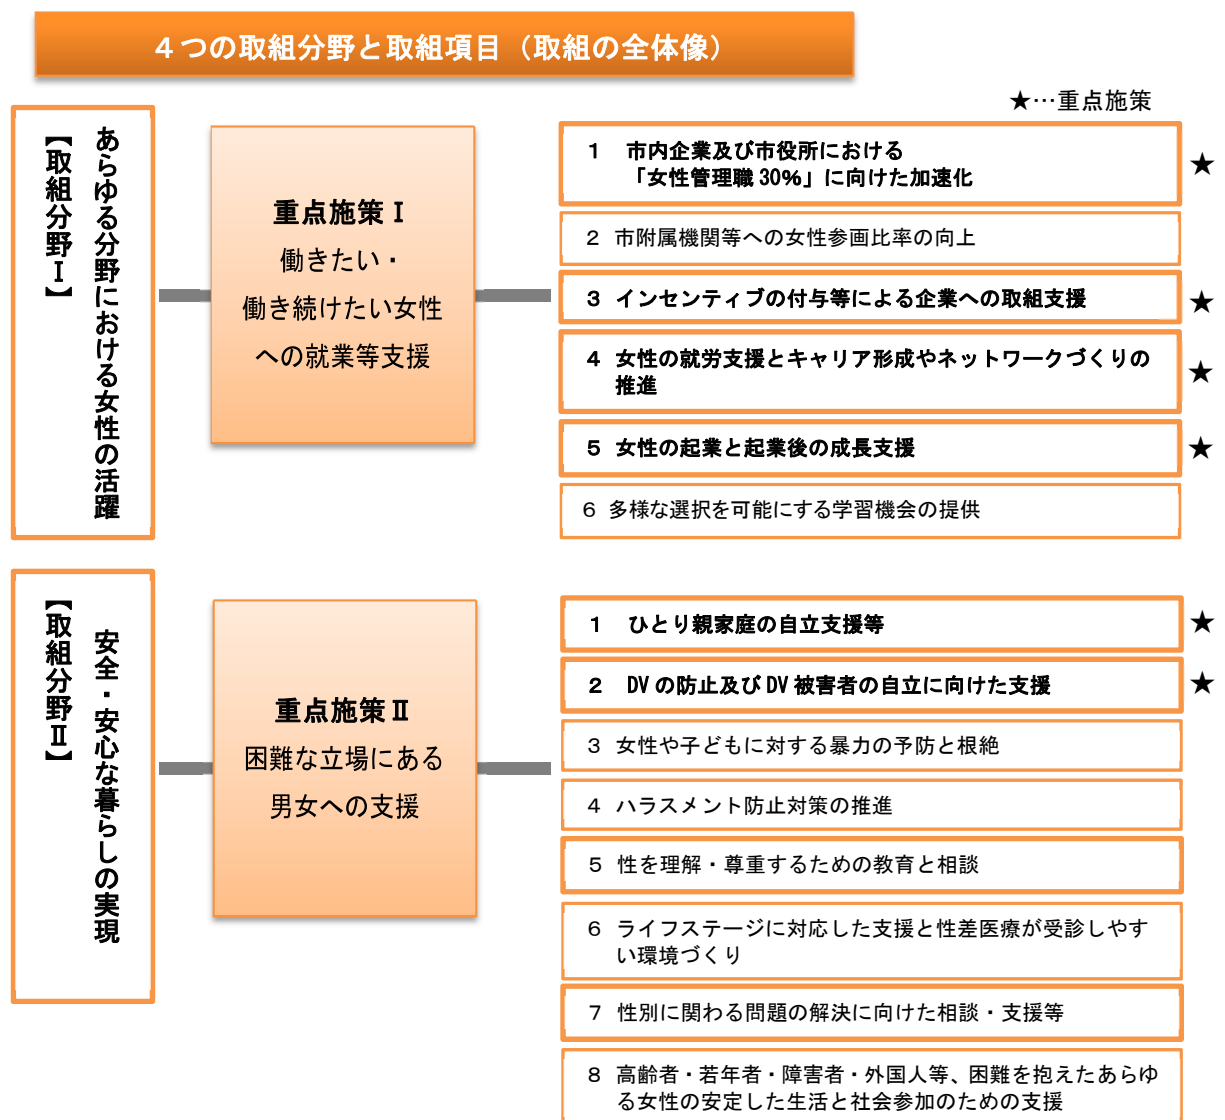 ４つの取組分野と取組項目（取組の全体像）
★…重点施策
【取組分野Ⅰ】
あらゆる分野における女性の活躍
重点施策Ⅰ
働きたい・
働き続けたい女性
への就業等支援
１　市内企業及び市役所における
「女性管理職30％」に向けた加速化
★
２ 市附属機関等への女性参画比率の向上
３ インセンティブの付与等による企業への取組支援
★
４ 女性の就労支援とキャリア形成やネットワークづくりの
推進
★
５ 女性の起業と起業後の成長支援
★
６ 多様な選択を可能にする学習機会の提供
【取組分野Ⅱ】
安全・安心な暮らしの実現
重点施策Ⅱ
困難な立場にある
男女への支援
１　ひとり親家庭の自立支援等
★
２　DVの防止及びDV被害者の自立に向けた支援
★
３ 女性や子どもに対する暴力の予防と根絶
４ ハラスメント防止対策の推進
５ 性を理解・尊重するための教育と相談
６ ライフステージに対応した支援と性差医療が受診しやす
い環境づくり
７ 性別に関わる問題の解決に向けた相談・支援等
８ 高齢者・若年者・障害者・外国人等、困難を抱えたあらゆ
る女性の安定した生活と社会参加のための支援